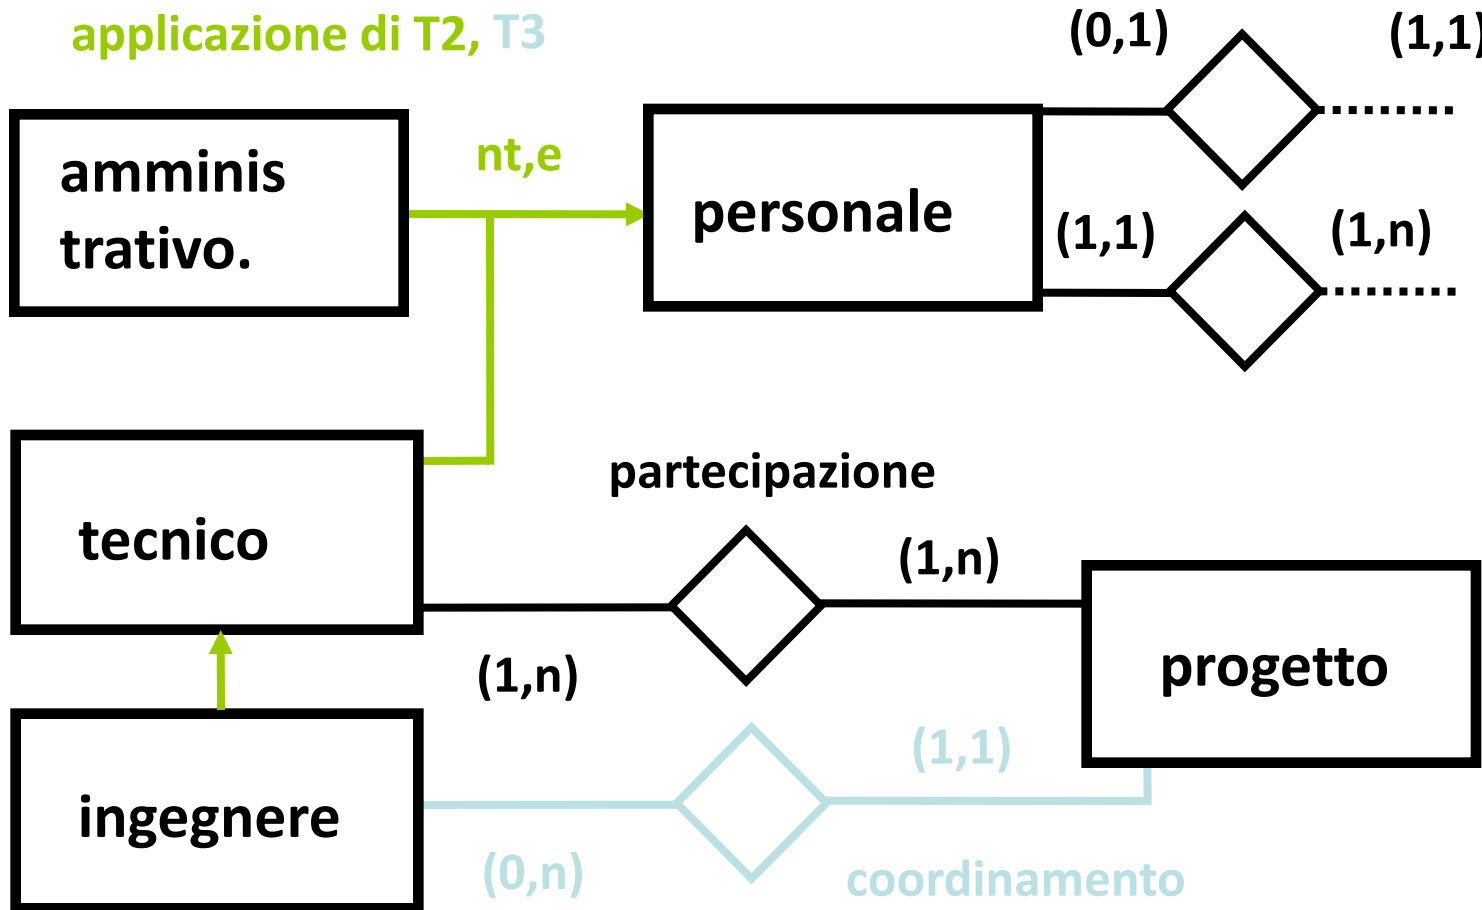 applicazione di T2, T3
(0,1)
(1,1)
amminis
trativo.
nt,e
personale
(1,1)
(1,n)
tecnico
partecipazione
(1,n)
(1,n)
progetto
ingegnere
(1,1)
(0,n)
coordinamento